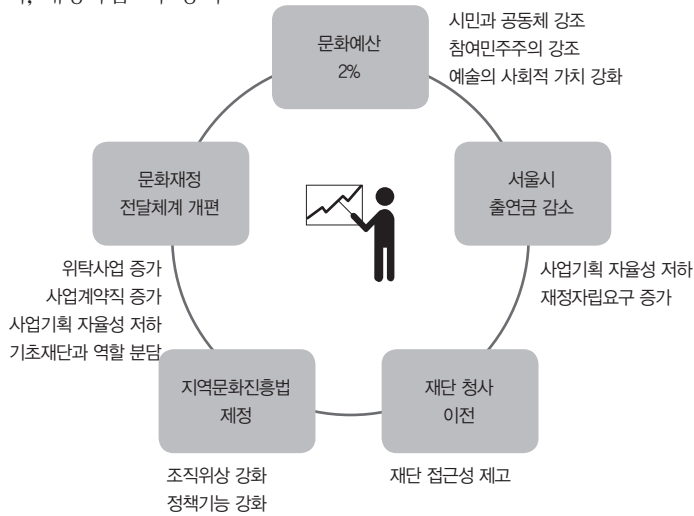 문화예산
2%
시민과 공동체 강조
참여민주주의 강조
예술의 사회적 가치 강화
서울시
출연금 감소
사업기획 자율성 저하
재정자립요구 증가
재단 청사
이전
재단 접근성 제고
지역문화진흥법
제정
조직위상 강화
정책기능 강화
문화재정
전달체계 개편
위탁사업 증가
사업계약직 증가
사업기획 자율성 저하
기초재단과 역할 분담